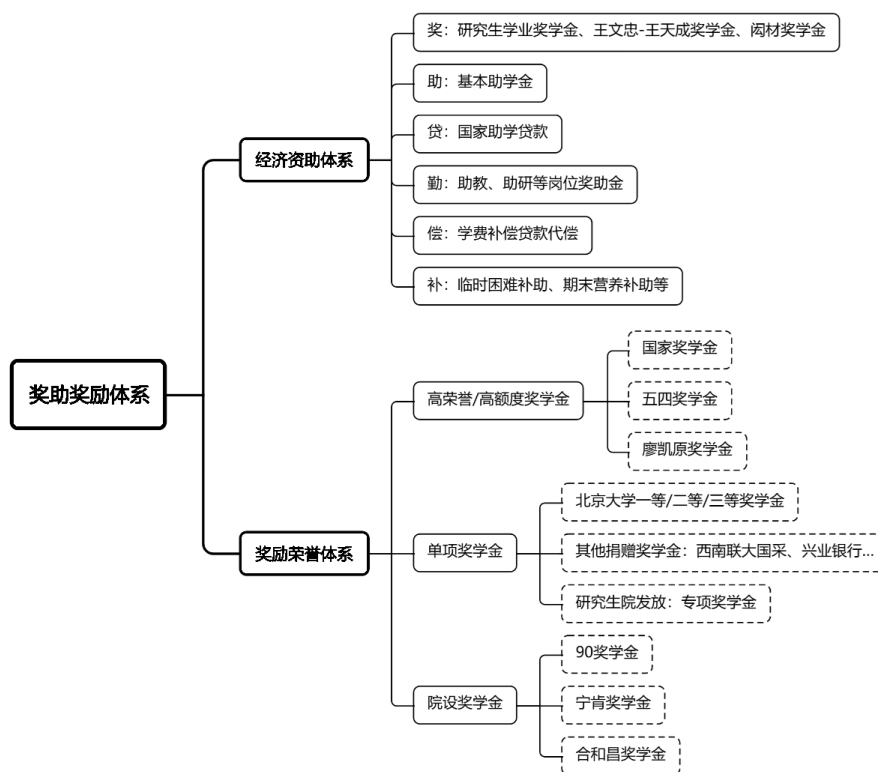 奖助奖励体系
经济资助体系
奖：研究生学业奖学金、王文忠-王天成奖学金、闳材奖学金
助：基本助学金
贷：国家助学贷款
勤：助教、助研等岗位奖助金
偿：学费补偿贷款代偿
补：临时困难补助、期末营养补助等
奖励荣誉体系
高荣誉/高额度奖学金
国家奖学金
五四奖学金
廖凯原奖学金
单项奖学金
北京大学一等/二等/三等奖学金
其他捐赠奖学金：西南联大国采、兴业银行...
研究生院发放：专项奖学金
院设奖学金
90奖学金
宁肯奖学金
合和昌奖学金